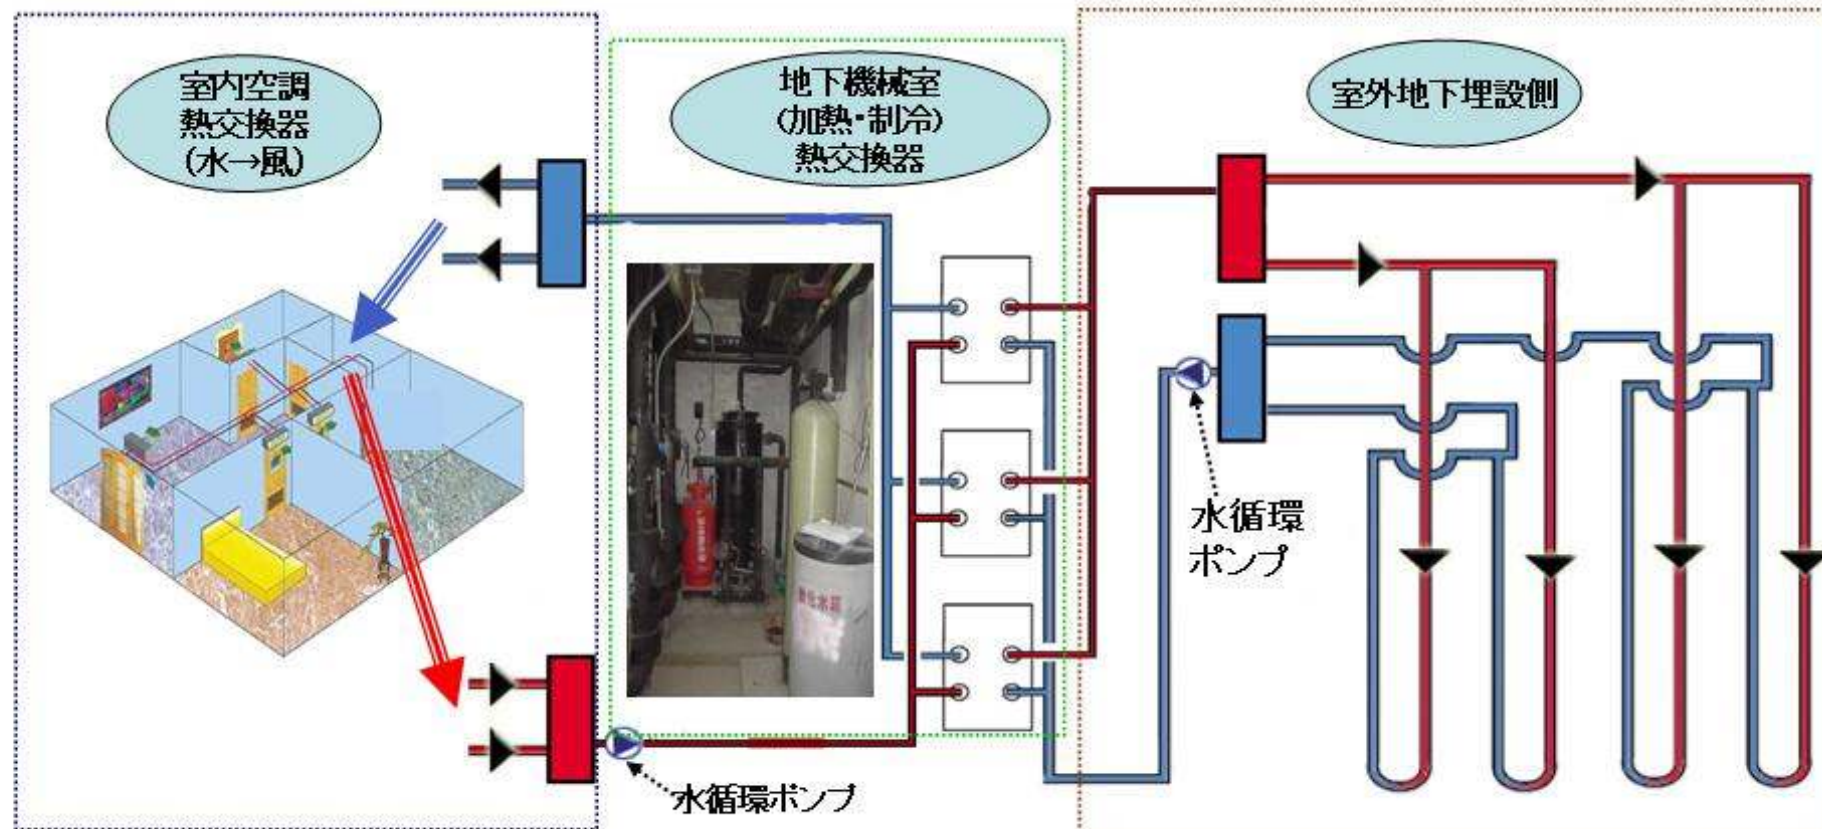 室内空調
熱交換器
(水→風)
地下機械室
(加熱・制冷)
熱交換器
室外地下埋設側
水循環
ポンプ
水循環ポンプ